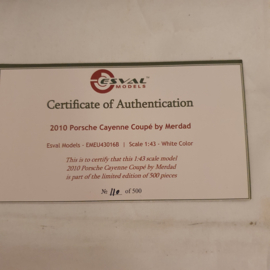 ESVAL
MODELS
Certificate of Authentication
2010 Porsche Cayenne Coupé by Merdad
Esval Models - EMEU43016B | Scale 1:43 - White Color
This is to certify that this 1:43 scale model
2010 Porsche Cayenne Coupé by Merdad
is part of the limited edition of 500 pieces
№ of 500